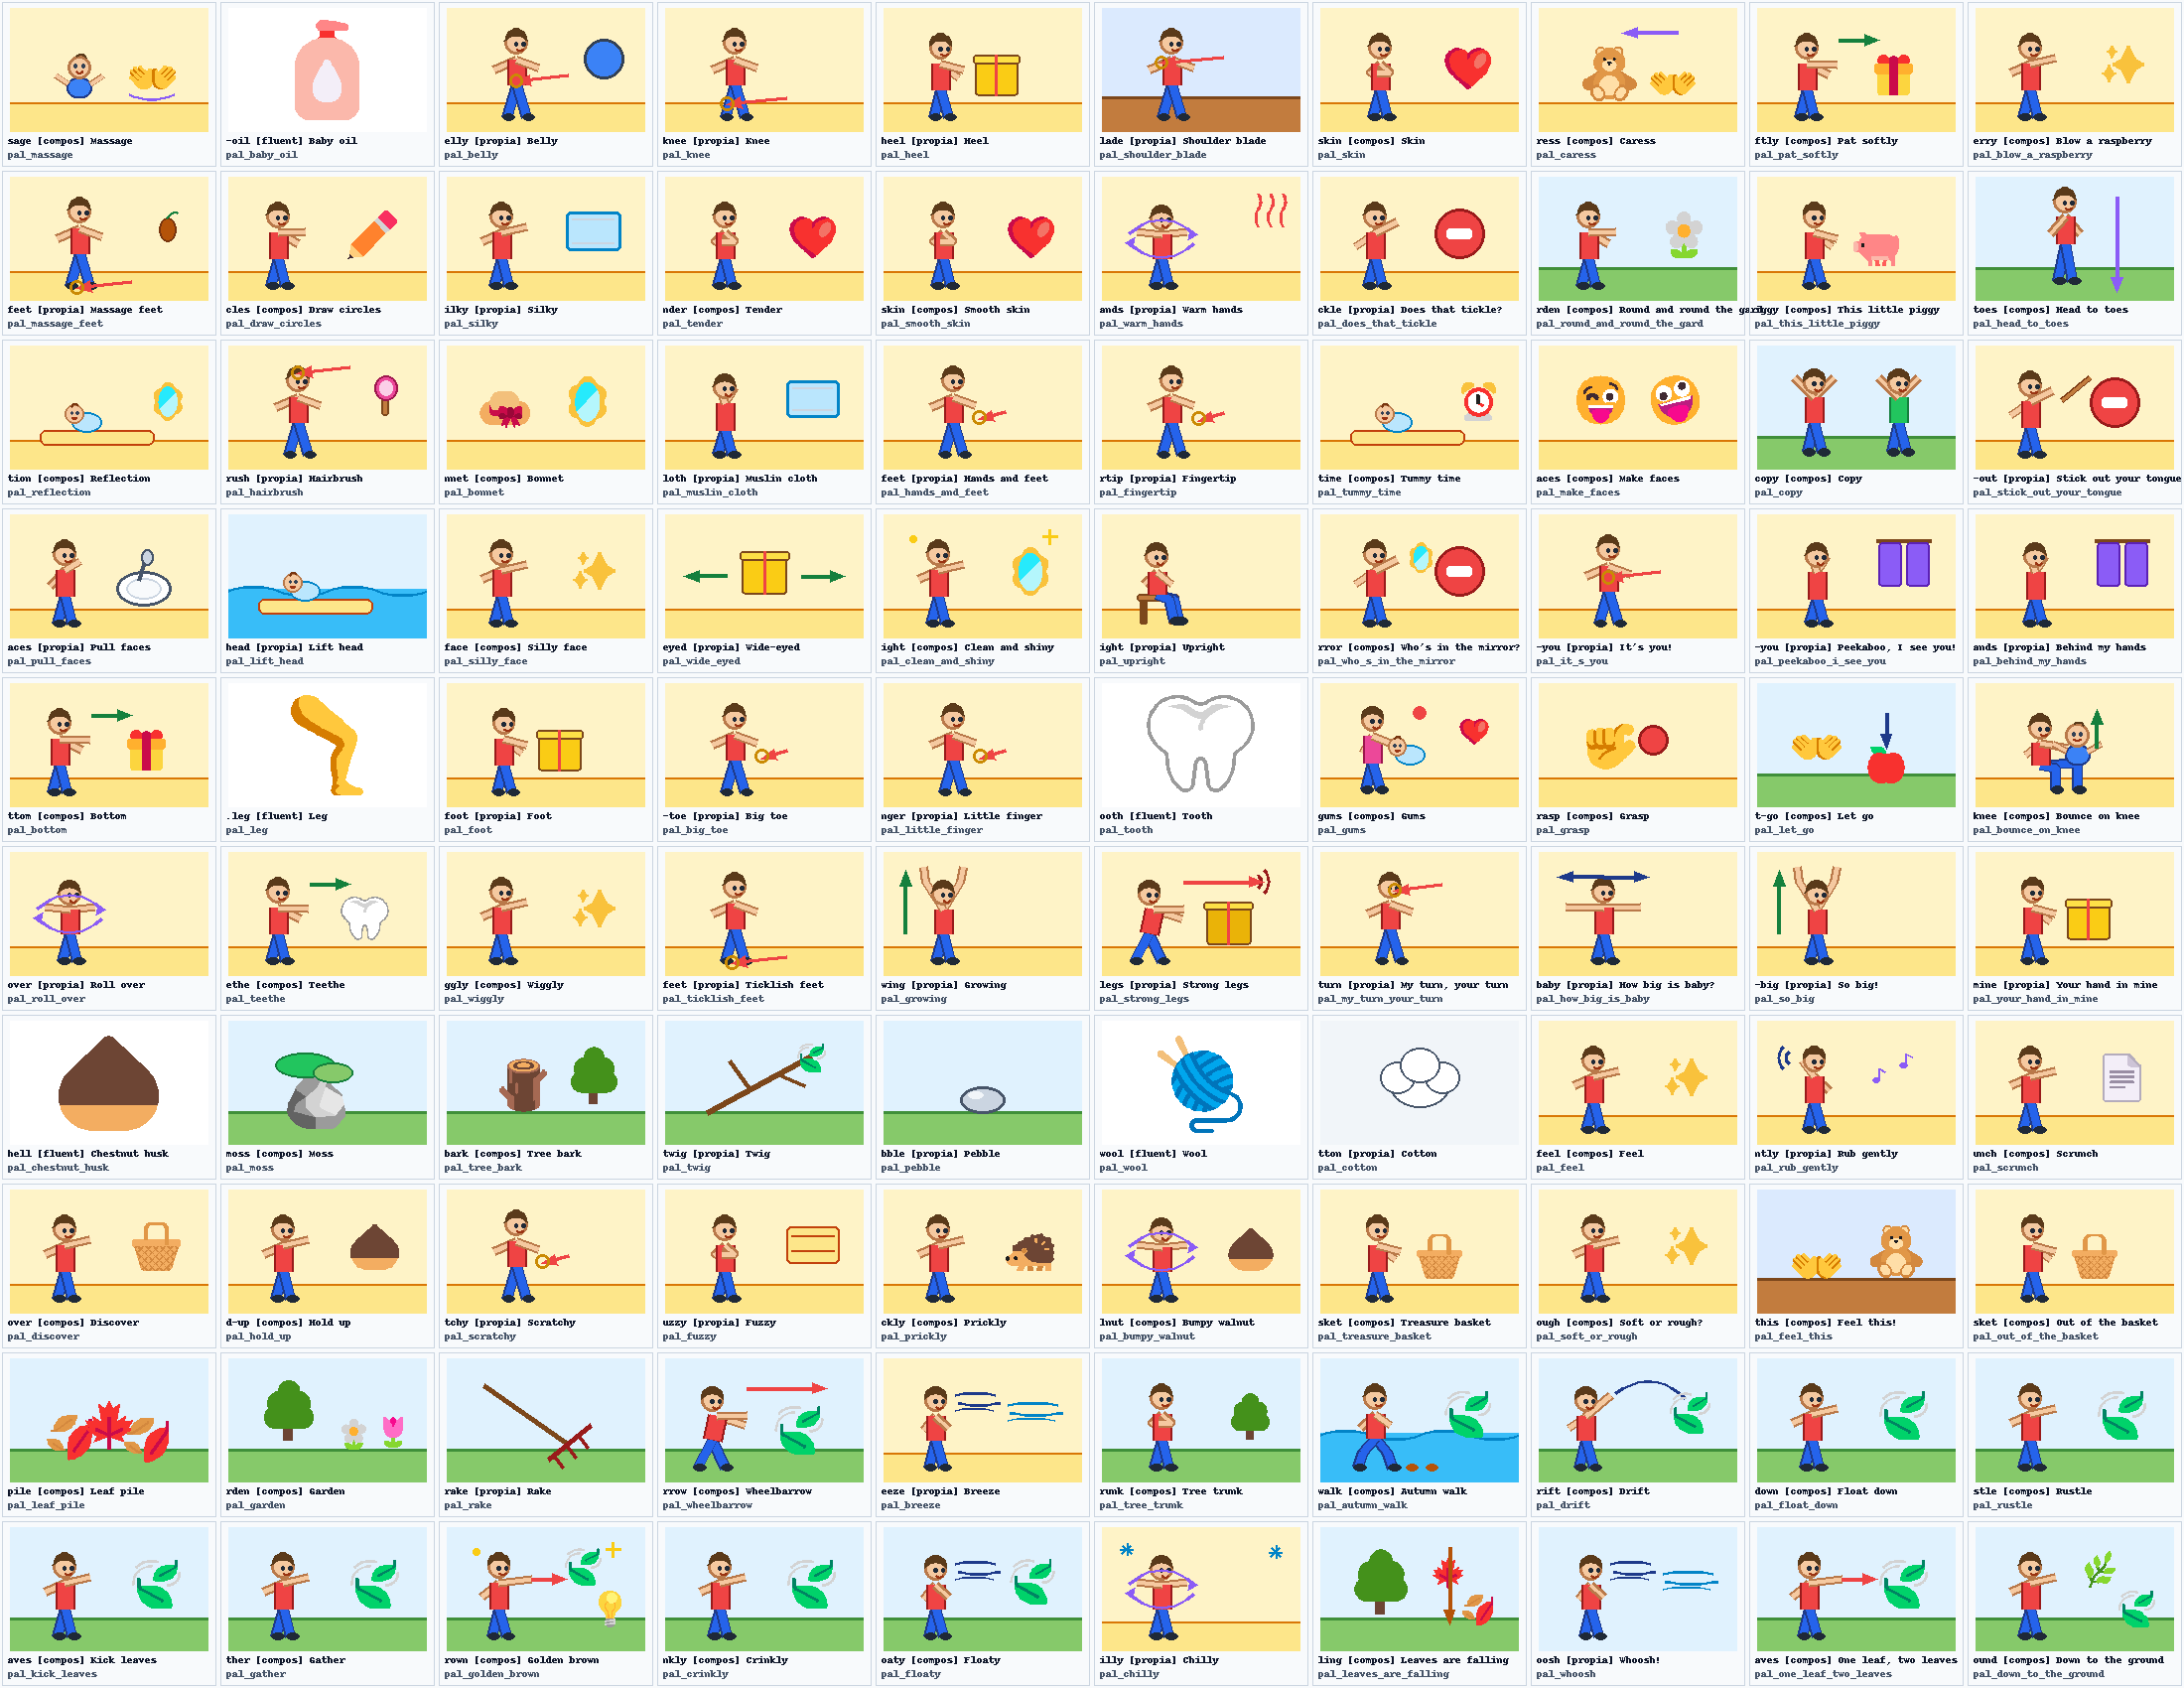 sage [compos] Massage
pal_massage
-oil [fluent] Baby oil
pal_baby_oil
elly [propia] Belly
pal_belly
knee [propia] Knee
pal_knee
heel [propia] Heel
pal_heel
lade [propia] Shoulder blade
pal_shoulder_blade
skin [compos] Skin
pal_skin
ress [compos] Caress
pal_caress
ftly [compos] Pat softly
pal_pat_softly
erry [compos] Blow a raspberry
pal_blow_a_raspberry
feet [propia] Massage feet
pal_massage_feet
cles [compos] Draw circles
pal_draw_circles
ilky [propia] Silky
pal_silky
nder [compos] Tender
pal_tender
skin [compos] Smooth skin
pal_smooth_skin
ands [propia] Warm hands
pal_warm_hands
ckle [propia] Does that tickle?
pal_does_that_tickle
rden [compos] Round and round the gard
pal_round_and_round_the_gard
iggy [compos] This little piggy
pal_this_little_piggy
toes [compos] Head to toes
pal_head_to_toes
tion [compos] Reflection
pal_reflection
rush [propia] Hairbrush
pal_hairbrush
nnet [compos] Bonnet
pal_bonnet
loth [propia] Muslin cloth
pal_muslin_cloth
feet [propia] Hands and feet
pal_hands_and_feet
rtip [propia] Fingertip
pal_fingertip
time [compos] Tummy time
pal_tummy_time
aces [compos] Make faces
pal_make_faces
copy [compos] Copy
pal_copy
-out [propia] Stick out your tongue
pal_stick_out_your_tongue
aces [propia] Pull faces
pal_pull_faces
head [propia] Lift head
pal_lift_head
face [compos] Silly face
pal_silly_face
eyed [propia] Wide-eyed
pal_wide_eyed
ight [compos] Clean and shiny
pal_clean_and_shiny
ight [propia] Upright
pal_upright
rror [compos] Who's in the mirror?
pal_who_s_in_the_mirror
-you [propia] It's you!
pal_it_s_you
-you [propia] Peekaboo, I see you!
pal_peekaboo_i_see_you
ands [propia] Behind my hands
pal_behind_my_hands
ttom [compos] Bottom
pal_bottom
.leg [fluent] Leg
pal_leg
foot [propia] Foot
pal_foot
-toe [propia] Big toe
pal_big_toe
nger [propia] Little finger
pal_little_finger
ooth [fluent] Tooth
pal_tooth
gums [compos] Gums
pal_gums
rasp [compos] Grasp
pal_grasp
t-go [compos] Let go
pal_let_go
knee [compos] Bounce on knee
pal_bounce_on_knee
over [propia] Roll over
pal_roll_over
ethe [compos] Teethe
pal_teethe
ggly [compos] Wiggly
pal_wiggly
feet [propia] Ticklish feet
pal_ticklish_feet
wing [propia] Growing
pal_growing
legs [propia] Strong legs
pal_strong_legs
turn [propia] My turn, your turn
pal_my_turn_your_turn
baby [propia] How big is baby?
pal_how_big_is_baby
-big [propia] So big!
pal_so_big
mine [propia] Your hand in mine
pal_your_hand_in_mine
hell [fluent] Chestnut husk
pal_chestnut_husk
moss [compos] Moss
pal_moss
bark [compos] Tree bark
pal_tree_bark
twig [propia] Twig
pal_twig
bble [propia] Pebble
pal_pebble
wool [fluent] Wool
pal_wool
tton [propia] Cotton
pal_cotton
feel [compos] Feel
pal_feel
ntly [propia] Rub gently
pal_rub_gently
unch [compos] Scrunch
pal_scrunch
over [compos] Discover
pal_discover
d-up [compos] Hold up
pal_hold_up
tchy [propia] Scratchy
pal_scratchy
uzzy [propia] Fuzzy
pal_fuzzy
ckly [compos] Prickly
pal_prickly
lnut [compos] Bumpy walnut
pal_bumpy_walnut
sket [compos] Treasure basket
pal_treasure_basket
ough [compos] Soft or rough?
pal_soft_or_rough
this [compos] Feel this!
pal_feel_this
sket [compos] Out of the basket
pal_out_of_the_basket
pile [compos] Leaf pile
pal_leaf_pile
rden [compos] Garden
pal_garden
rake [propia] Rake
pal_rake
rrow [compos] Wheelbarrow
pal_wheelbarrow
eeze [propia] Breeze
pal_breeze
runk [compos] Tree trunk
pal_tree_trunk
walk [compos] Autumn walk
pal_autumn_walk
rift [compos] Drift
pal_drift
down [compos] Float down
pal_float_down
stle [compos] Rustle
pal_rustle
aves [compos] Kick leaves
pal_kick_leaves
ther [compos] Gather
pal_gather
rown [compos] Golden brown
pal_golden_brown
nkly [compos] Crinkly
pal_crinkly
oaty [compos] Floaty
pal_floaty
illy [propia] Chilly
pal_chilly
ling [compos] Leaves are falling
pal_leaves_are_falling
oosh [propia] Whoosh!
pal_whoosh
aves [compos] One leaf, two leaves
pal_one_leaf_two_leaves
ound [compos] Down to the ground
pal_down_to_the_ground